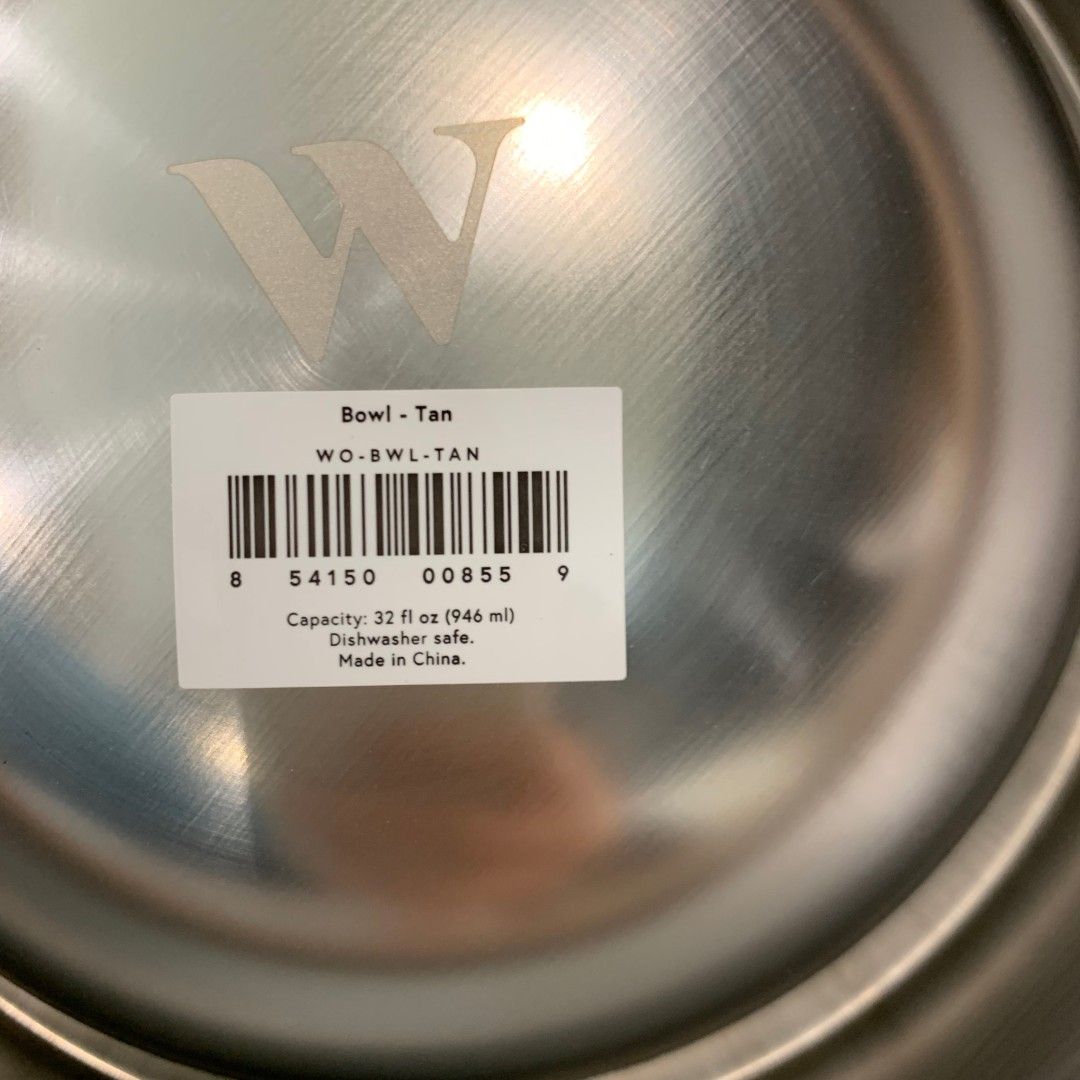 W
Bowl - Tan
WO-BWL-TAN
8 54150 00855 9
Capacity: 32 fl oz (946 ml)
Dishwasher safe.
Made in China.